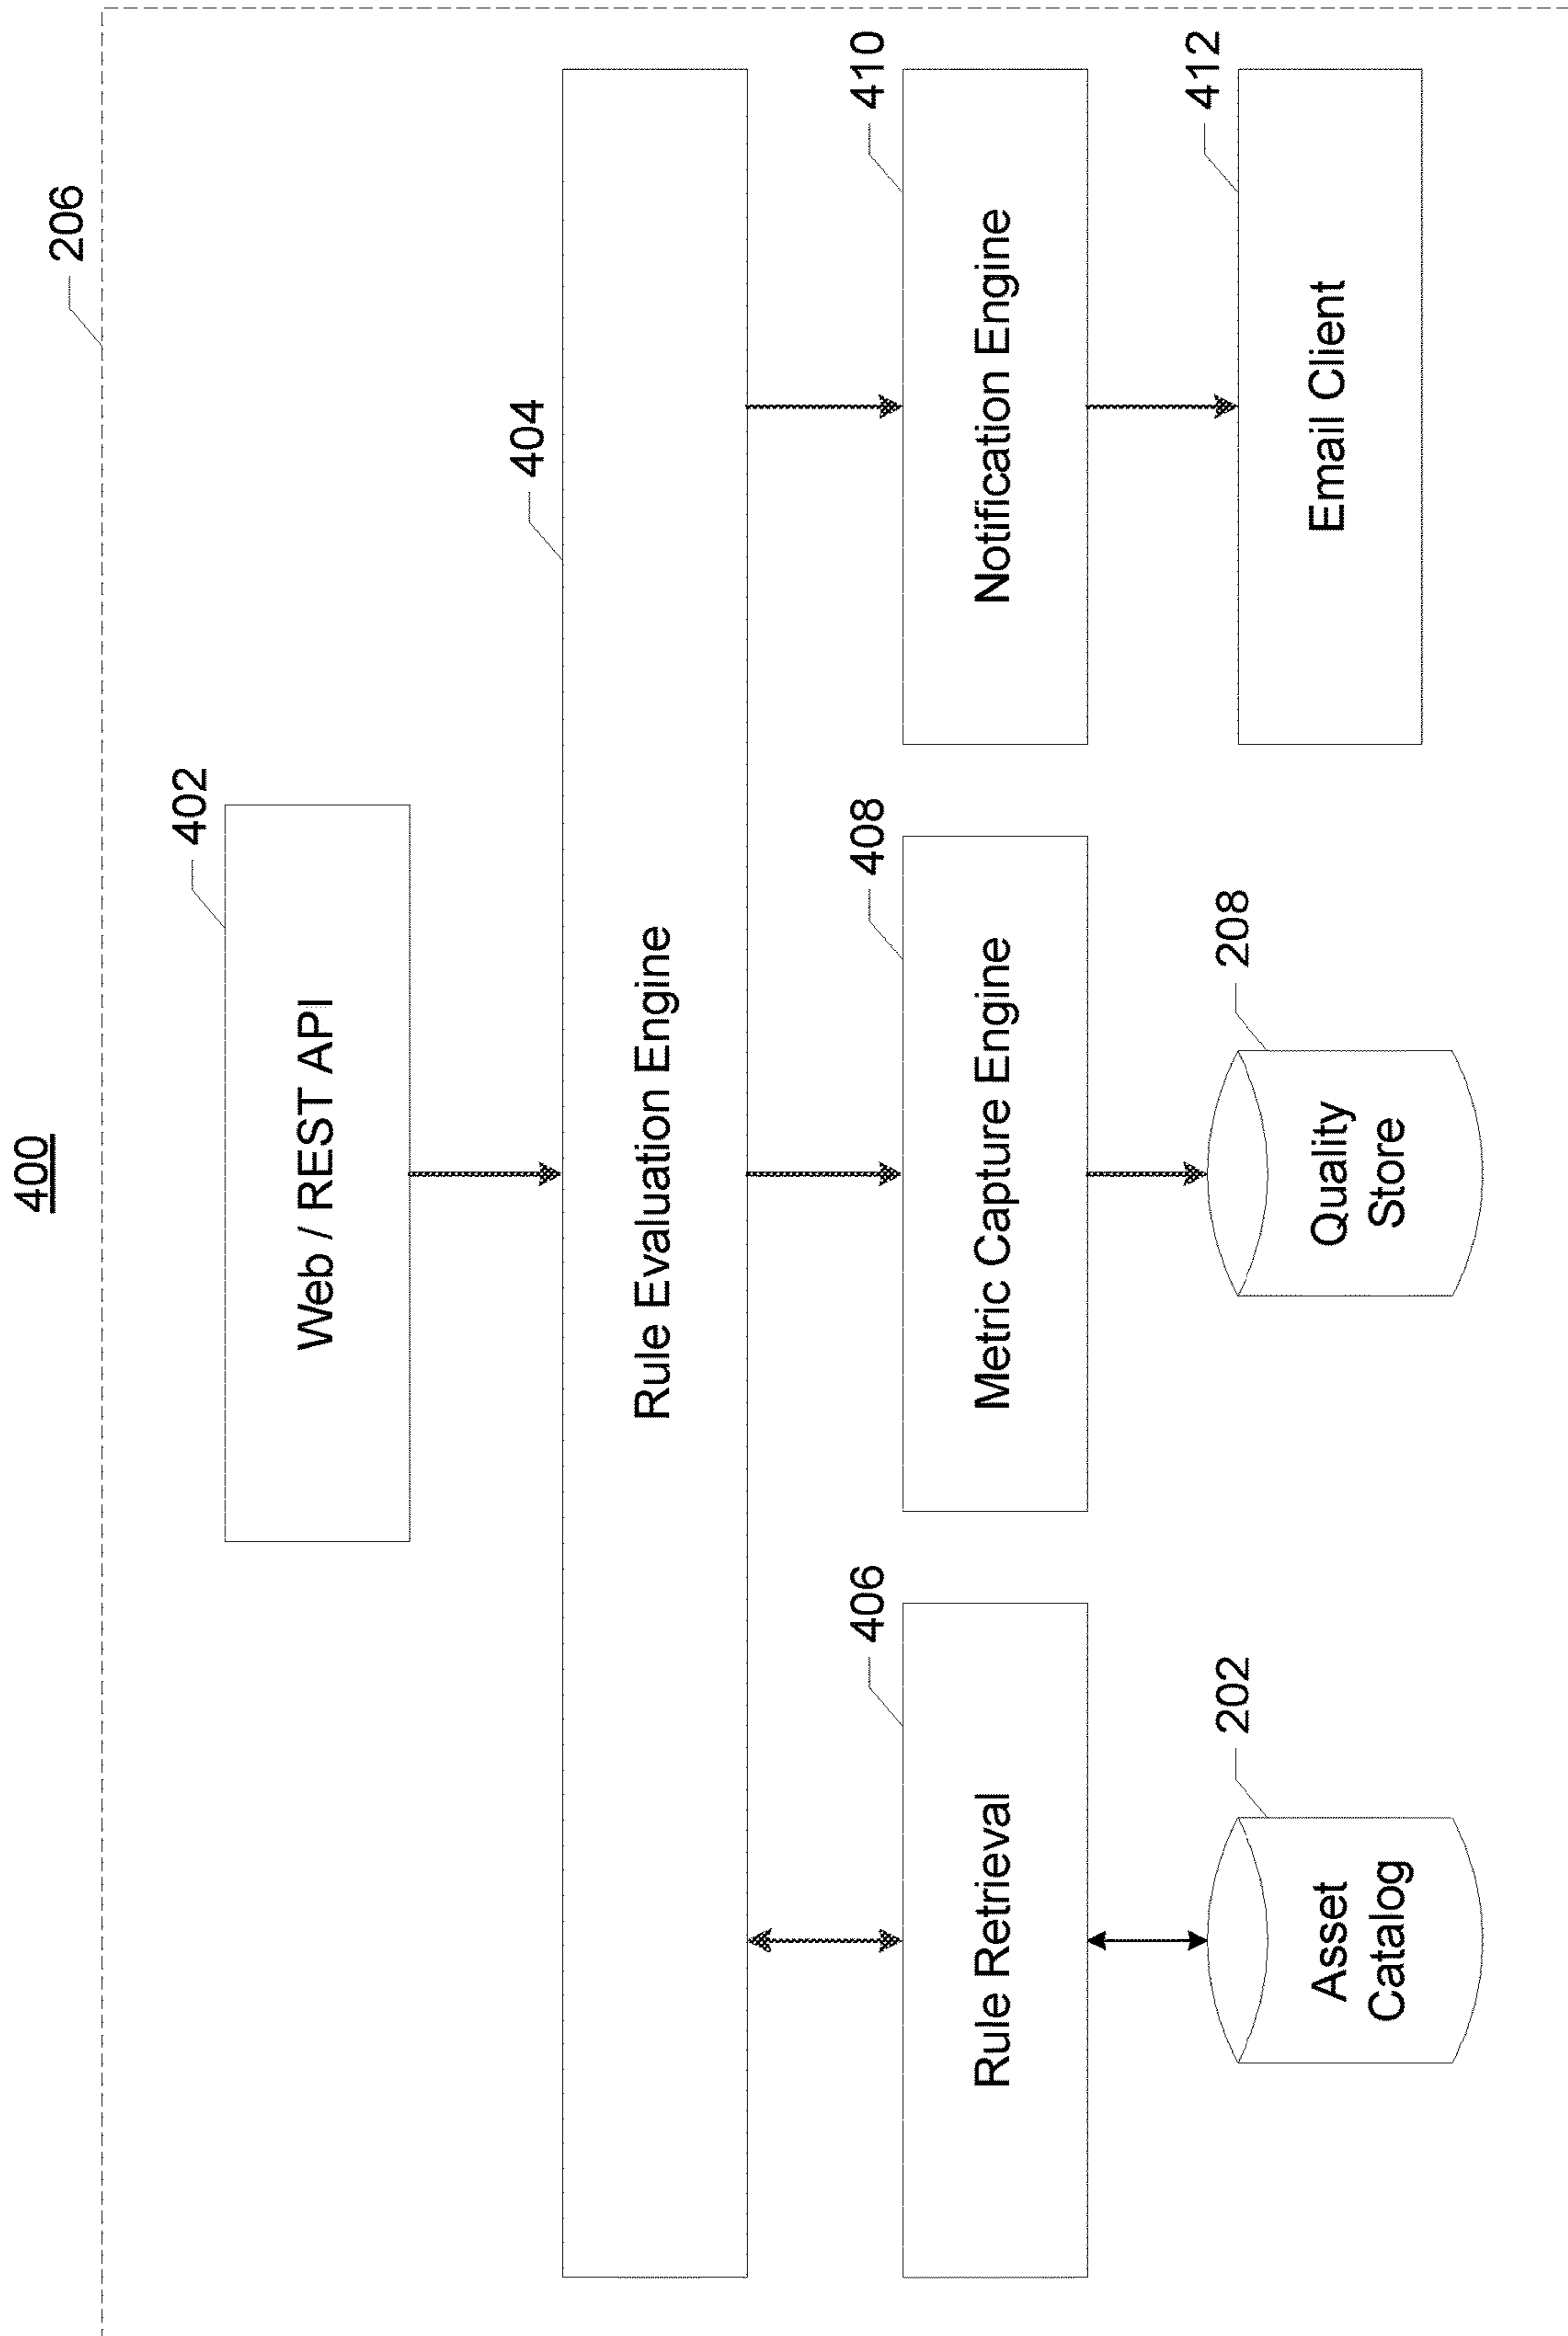 400
206
402
Web / REST API
404
Rule Evaluation Engine
406
Rule Retrieval
408
Metric Capture Engine
410
Notification Engine
202
Asset
Catalog
208
Quality
Store
412
Email Client